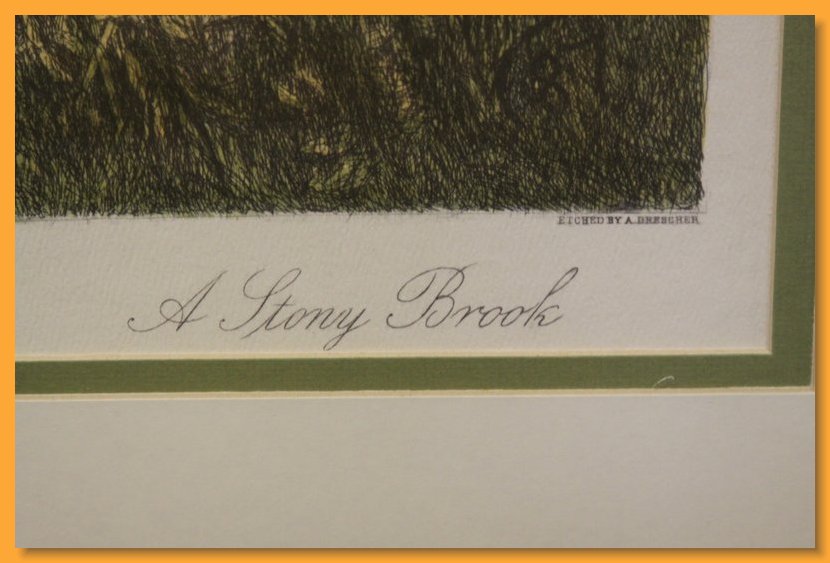 ETCHED BY A. DRESCHER
A Stony Brook